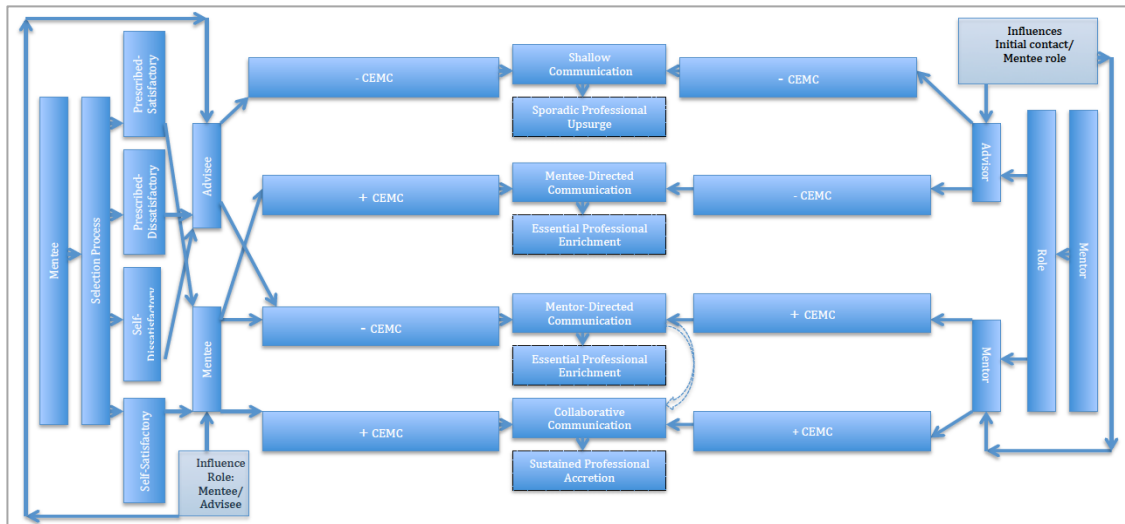 Mentee
Selection Process
Prescribed-
Satisfactory
Prescribed-
Dissatisfactory
Self-
Dissatisfactory
Self-Satisfactory
Advisee
Mentee
Influence
Role:
Mentee/
Advisee
- CEMC
+ CEMC
- CEMC
+ CEMC
Shallow
Communication
Sporadic Professional
Upsurge
Mentee-Directed
Communication
Essential Professional
Enrichment
Mentor-Directed
Communication
Essential Professional
Enrichment
Collaborative
Communication
Sustained Professional
Accretion
- CEMC
- CEMC
+ CEMC
+ CEMC
Influences
Initial contact/
Mentee role
Advisor
Mentor
Role
Mentor